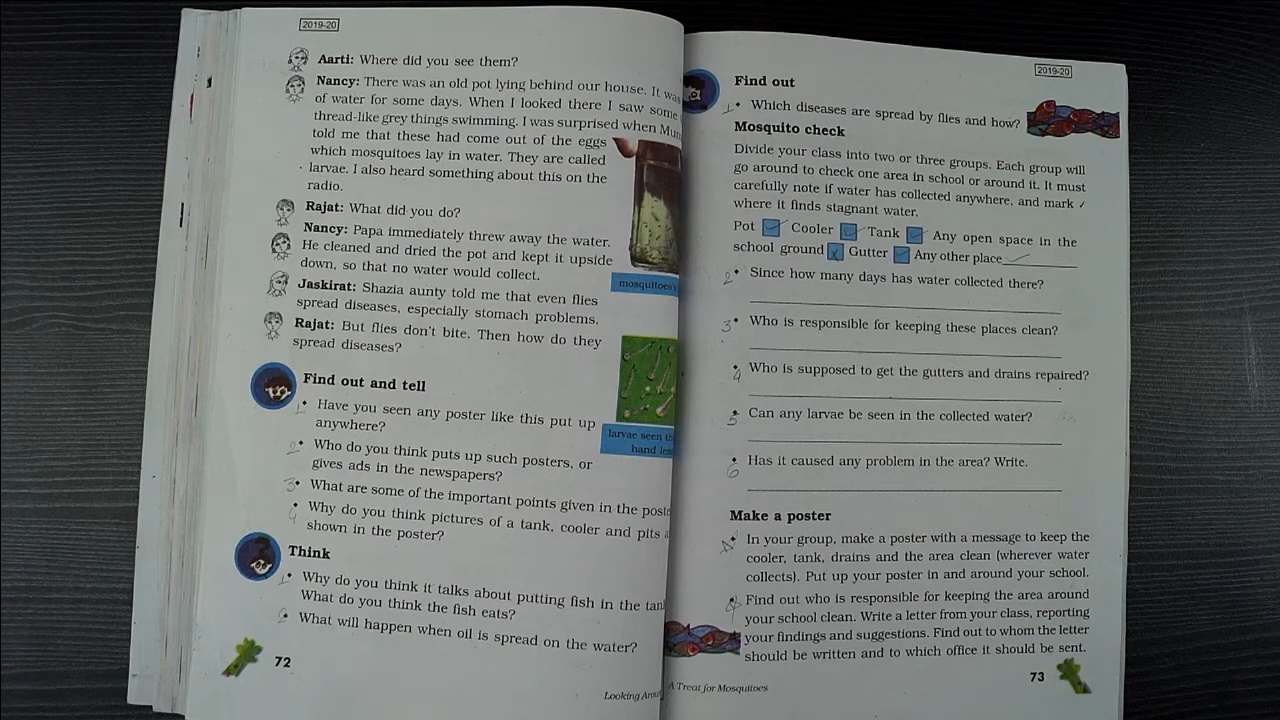 2019-20
Aarti: Where did you see them?
Nancy: There was an old pot lying behind our house. It was
of water for some days. When I looked there I saw some
thread-like grey things swimming. I was surprised when
told me that these had come out of the eggs
which mosquitoes lay in water. They are called
larvae. I also heard something about this on the
radio.
Rajat: What did you do?
Nancy: Papa immediately threw away the water.
He cleaned and dried the pot and kept it upside
down, so that no water would collect.
Jaskirat: Shazia aunty told me that even flies
spread diseases, especially stomach problems.
Rajat: But flies don't bite. Then how do they
spread diseases?
mosquitoes
larvae seen
hand
Find out and tell
1. • Have you seen any poster like this put up
anywhere?
2. • Who do you think puts up such posters, or
gives ads in the newspapers?
3. • What are some of the important points given in the
4 • Why do you think pictures of a tank, cooler and pits
shown in the poster?
Think
1. • Why do you think it talks about putting fish in the
What do you think the fish eats?
• What will happen when oil is spread on the water?
72
Looking
2019-20
Find out
1. • Which diseases are spread by flies and how?
Mosquito check
Divide your class into two or three groups. Each group will
go around to check one area in school or around it. It must
carefully note if water has collected anywhere, and mark ✓
where it finds stagnant water.
Pot ✓ Cooler ✓ Tank ✓ Any open space in the
school ground x Gutter ✓ Any other place ✓
2 • Since how many days has water collected there?
3 • Who is responsible for keeping these places clean?
4 • Who is supposed to get the gutters and drains repaired?
5 • Can any larvae be seen in the collected water?
6 • Has it caused any problem in the area? Write.
Make a poster
• In your group, make a poster with a message to keep the
cooler, tank, drains and the area clean (wherever water
collects). Put up your poster in and around your school.
• Find out who is responsible for keeping the area around
your school clean. Write a letter from your class, reporting
your findings and suggestions. Find out to whom the letter
should be written and to which office it should be sent.
A Treat for Mosquitoes
73